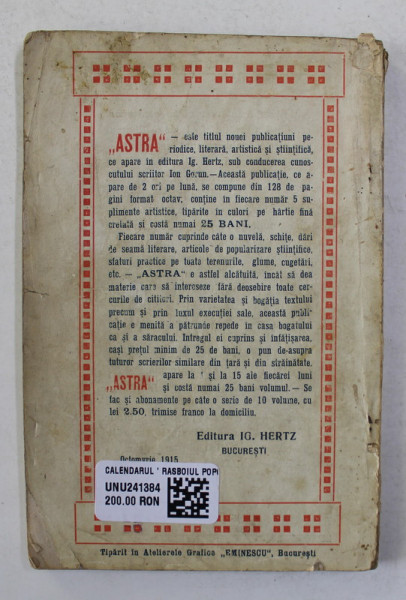 „ASTRA“ — este titlul nouei publicațiuni pe-
riodice, literară, artistică și științifică,
ce apare în editura Ig. Hertz, sub conducerea cunos-
cutului scriitor Ion Gorun.—Această publicație, ce a-
pare de 2 ori pe lună, se compune din 128 de pa-
gini format octav; conține în fiecare număr 5 su-
plimente artistice, tipărite în culori pe hârtie fină
cretată și costă numai 25 BANI,
Fiecare număr cuprinde câte o nuvelă, schițe, dări
de seamă literare, articole de popularizare științifice,
sfaturi practice pe toate terenurile, glume, cugetări,
etc. — „ASTRA“ e astfel alcătuită, încât să dea
materie care să intereseze fără deosebire toate cer-
curile de cititori. Prin varietatea și bogăția textului
precum și prin luxul execuției sale, această publi-
cație e menită a pătrunde repede în casa bogatului
ca și a săracului. Întregul ei cuprins și înfățișarea,
cași prețul minim de 25 de bani, o pun de-asupra
tuturor scrierilor similare din țară și din străinătate.
„ASTRA“ apare la 1 și la 15 ale fiecărei luni
și costă numai 25 bani volumul. — Se
fac și abonamente pe câte o serie de 10 volume, cu
lei 2.50, trimise franco la domiciliu.
Editura IG. HERTZ
BUCUREȘTI
Octomvrie 1915
CALENDARUL ' RASBOIUL POP
UNU241384
200.00 RON
Tipărit în Atelierele Grafice „EMINESCU“, București